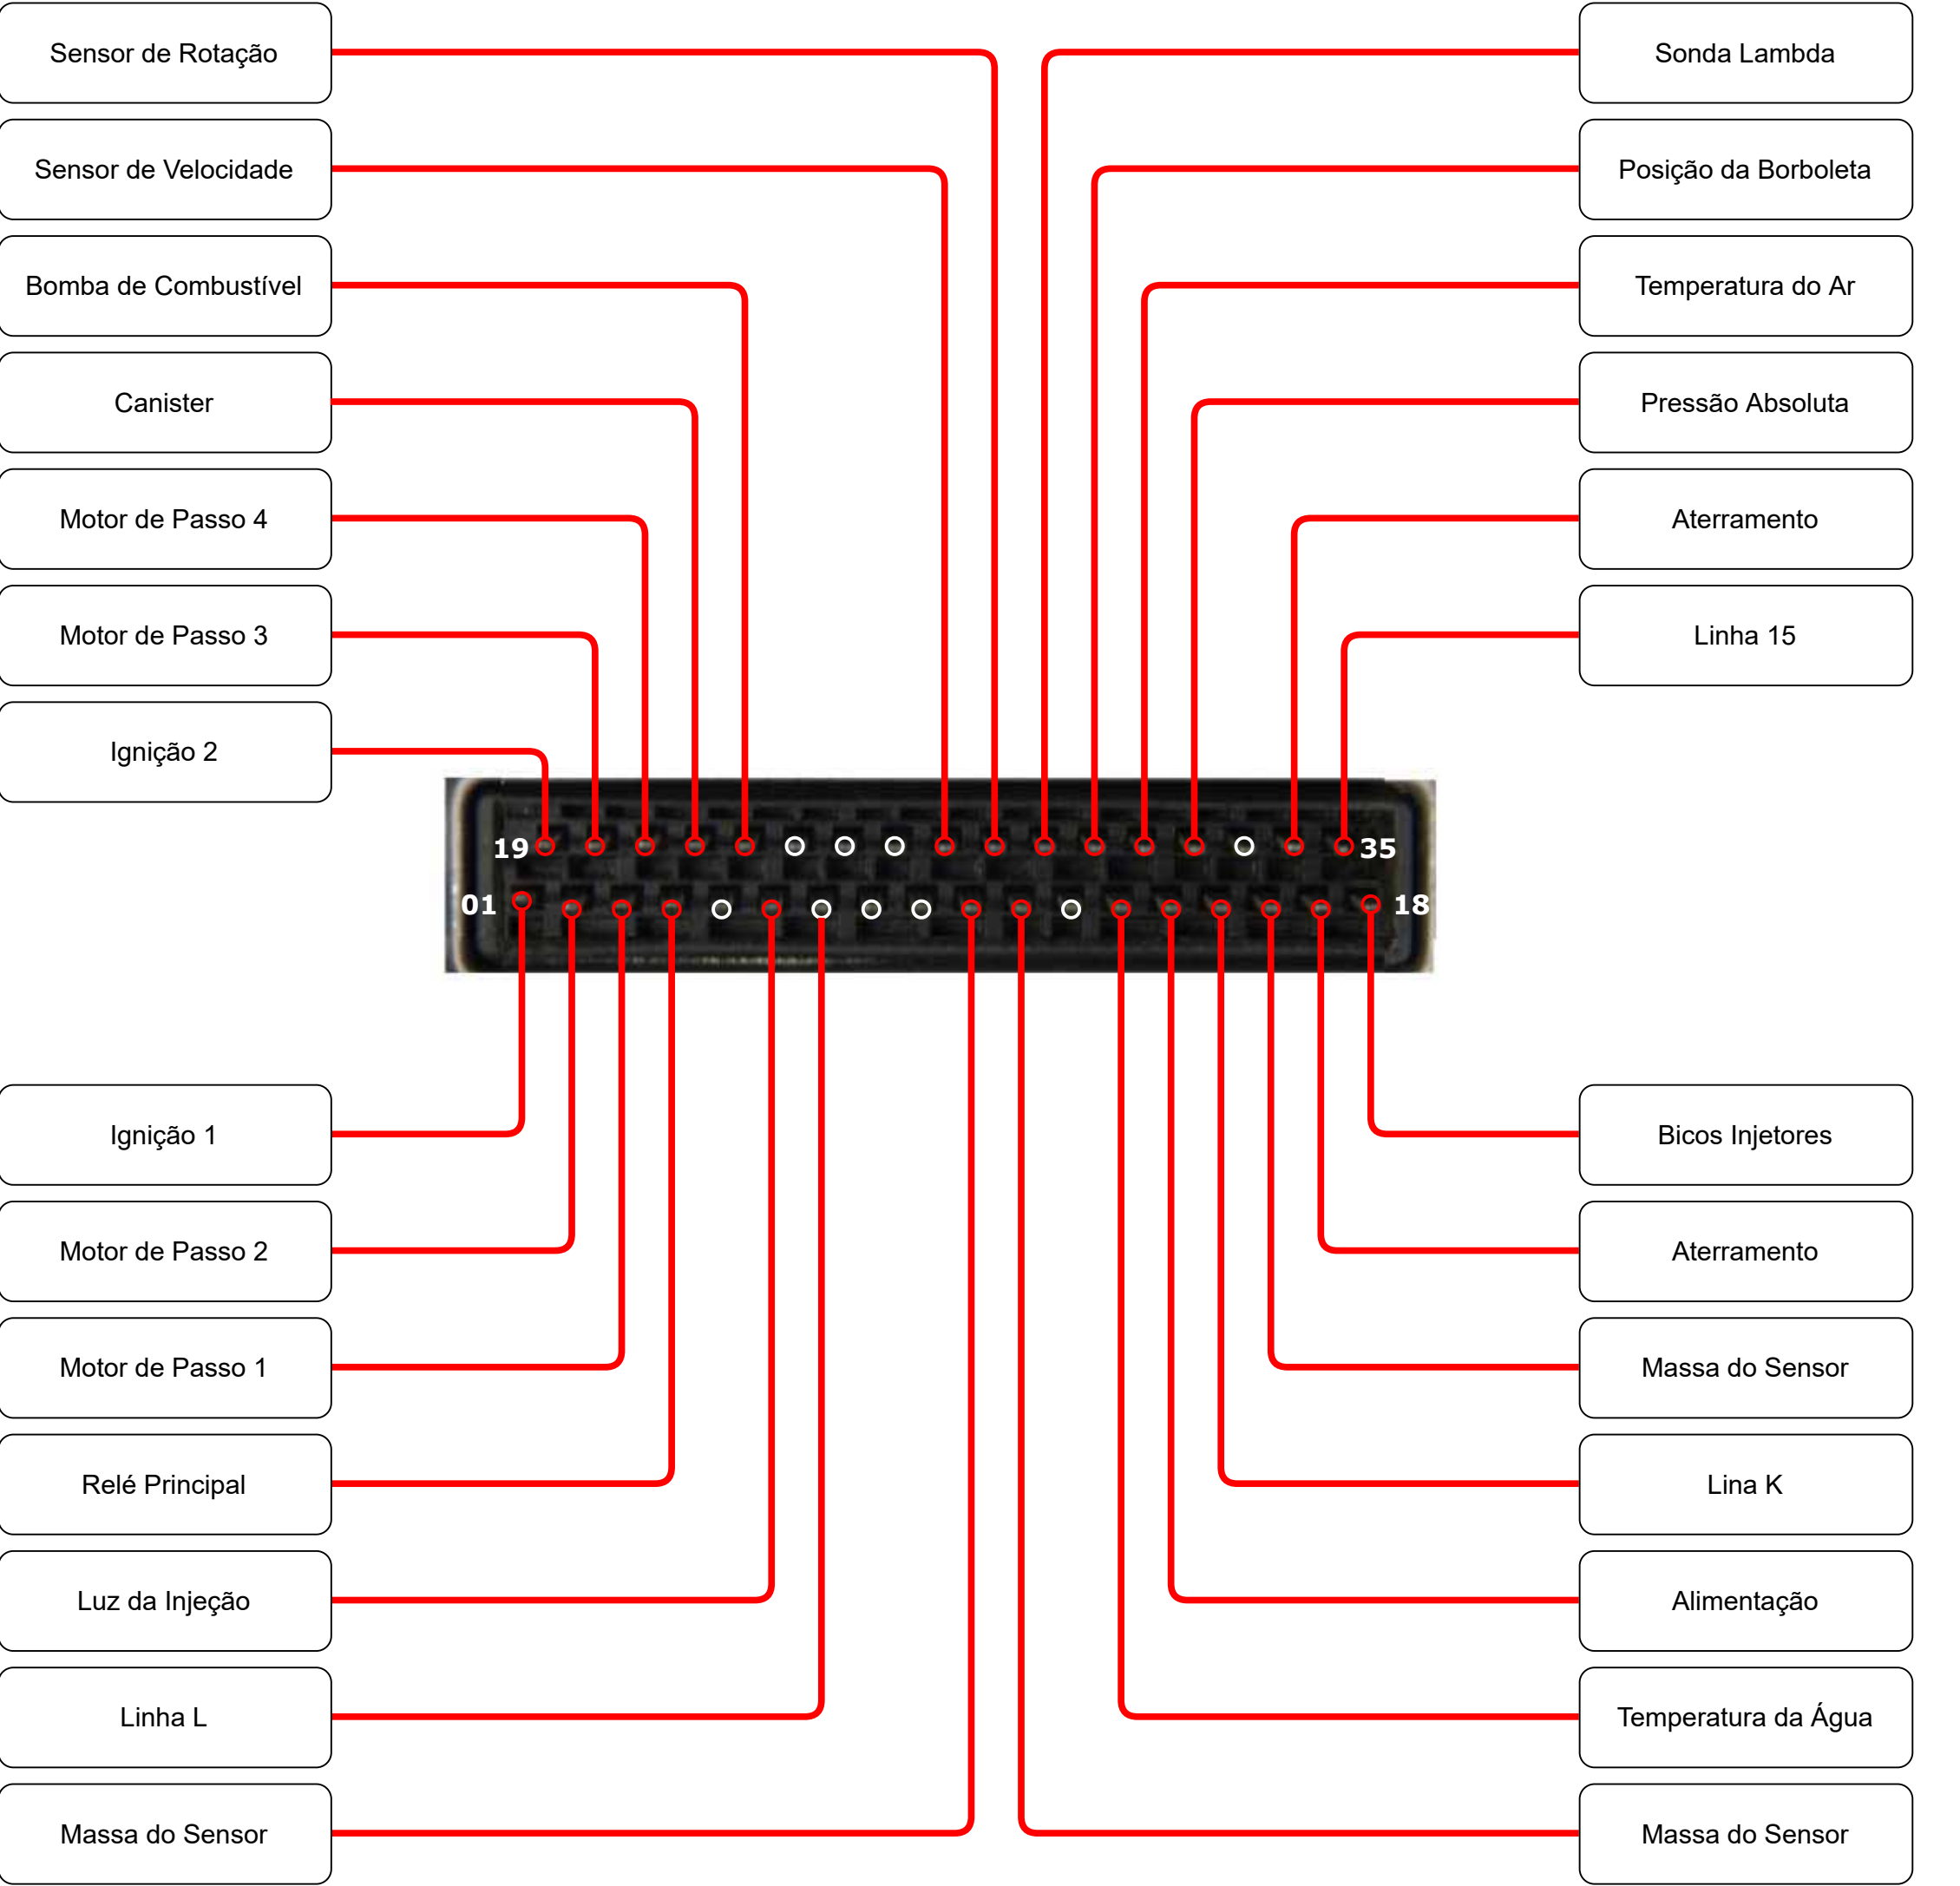 Sensor de Rotação
Sonda Lambda
Sensor de Velocidade
Posição da Borboleta
Bomba de Combustível
Temperatura do Ar
Canister
Pressão Absoluta
Motor de Passo 4
Aterramento
Motor de Passo 3
Linha 15
Ignição 2
19
35
01
18
Ignição 1
Bicos Injetores
Motor de Passo 2
Aterramento
Motor de Passo 1
Massa do Sensor
Relé Principal
Lina K
Luz da Injeção
Alimentação
Linha L
Temperatura da Água
Massa do Sensor
Massa do Sensor